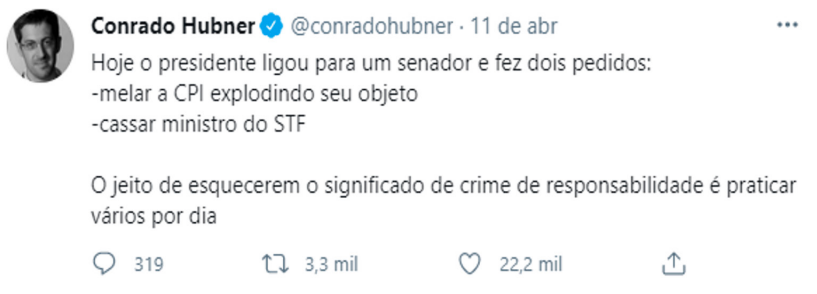 Conrado Hubner @conradohubner · 11 de abr
Hoje o presidente ligou para um senador e fez dois pedidos:
-melar a CPI explodindo seu objeto
-cassar ministro do STF
O jeito de esquecerem o significado de crime de responsabilidade é praticar
vários por dia
319 3,3 mil 22,2 mil